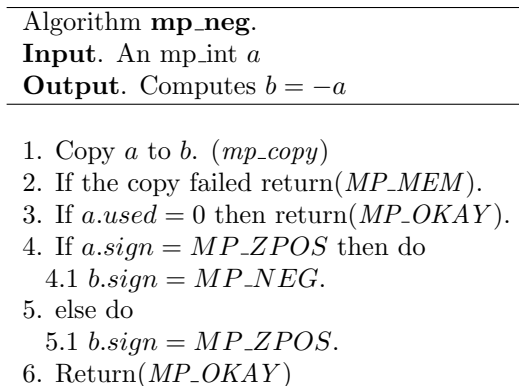 Algorithm mp_neg.
Input. An mp_int a
Output. Computes b = −a
1. Copy a to b. (mp_copy)
2. If the copy failed return(MP_MEM).
3. If a.used = 0 then return(MP_OKAY).
4. If a.sign = MP_ZPOS then do
4.1 b.sign = MP_NEG.
5. else do
5.1 b.sign = MP_ZPOS.
6. Return(MP_OKAY)